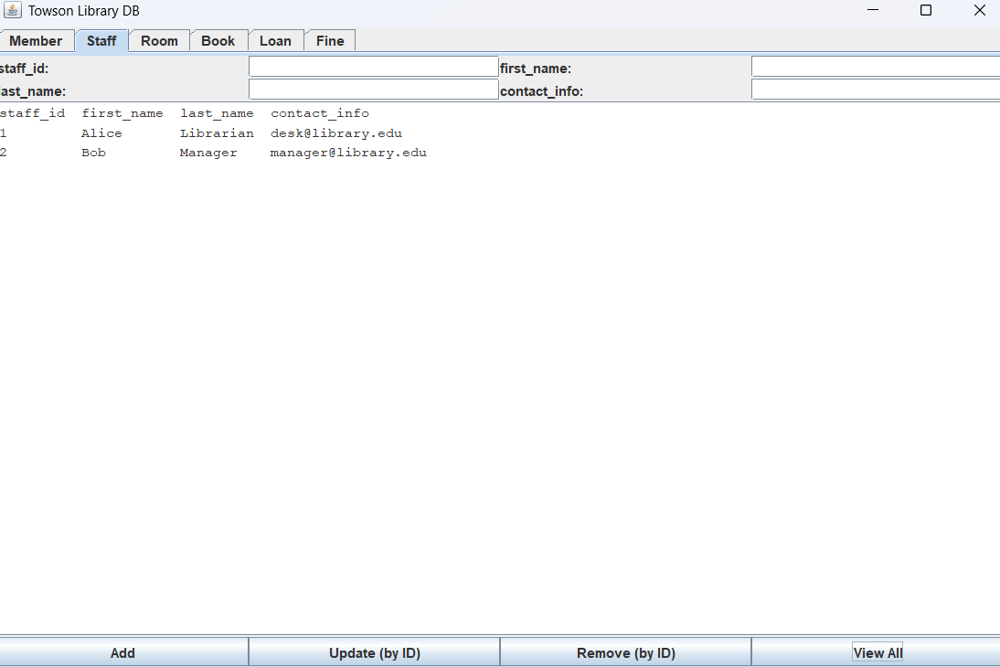 Towson Library DB
Member Staff Room Book Loan Fine
staff_id: first_name:
last_name: contact_info:
staff_id first_name last_name contact_info
1 Alice Librarian desk@library.edu
2 Bob Manager manager@library.edu
Add Update (by ID) Remove (by ID) View All